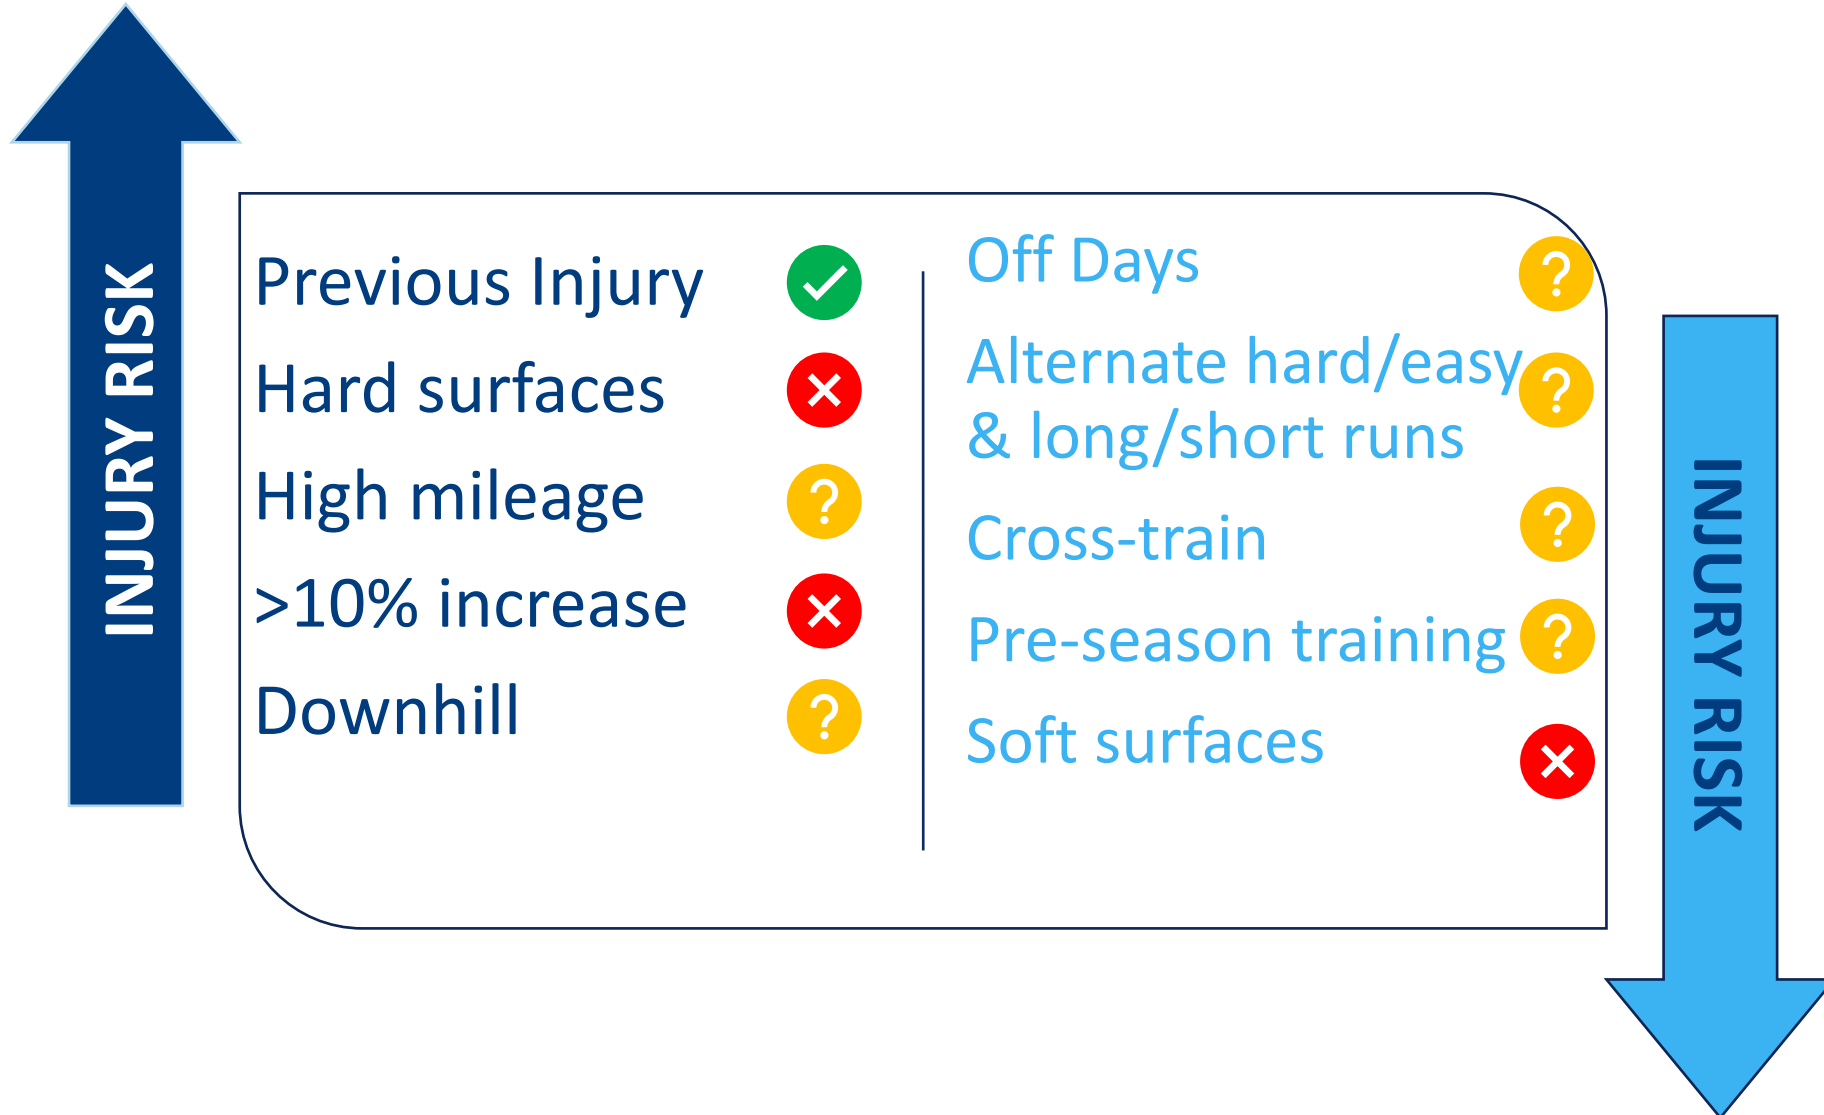 INJURY RISK
Previous Injury
Hard surfaces
High mileage
?
>10% increase
Downhill
?
Off Days
?
Alternate hard/easy
& long/short runs
?
Cross-train
?
Pre-season training
?
Soft surfaces
INJURY RISK